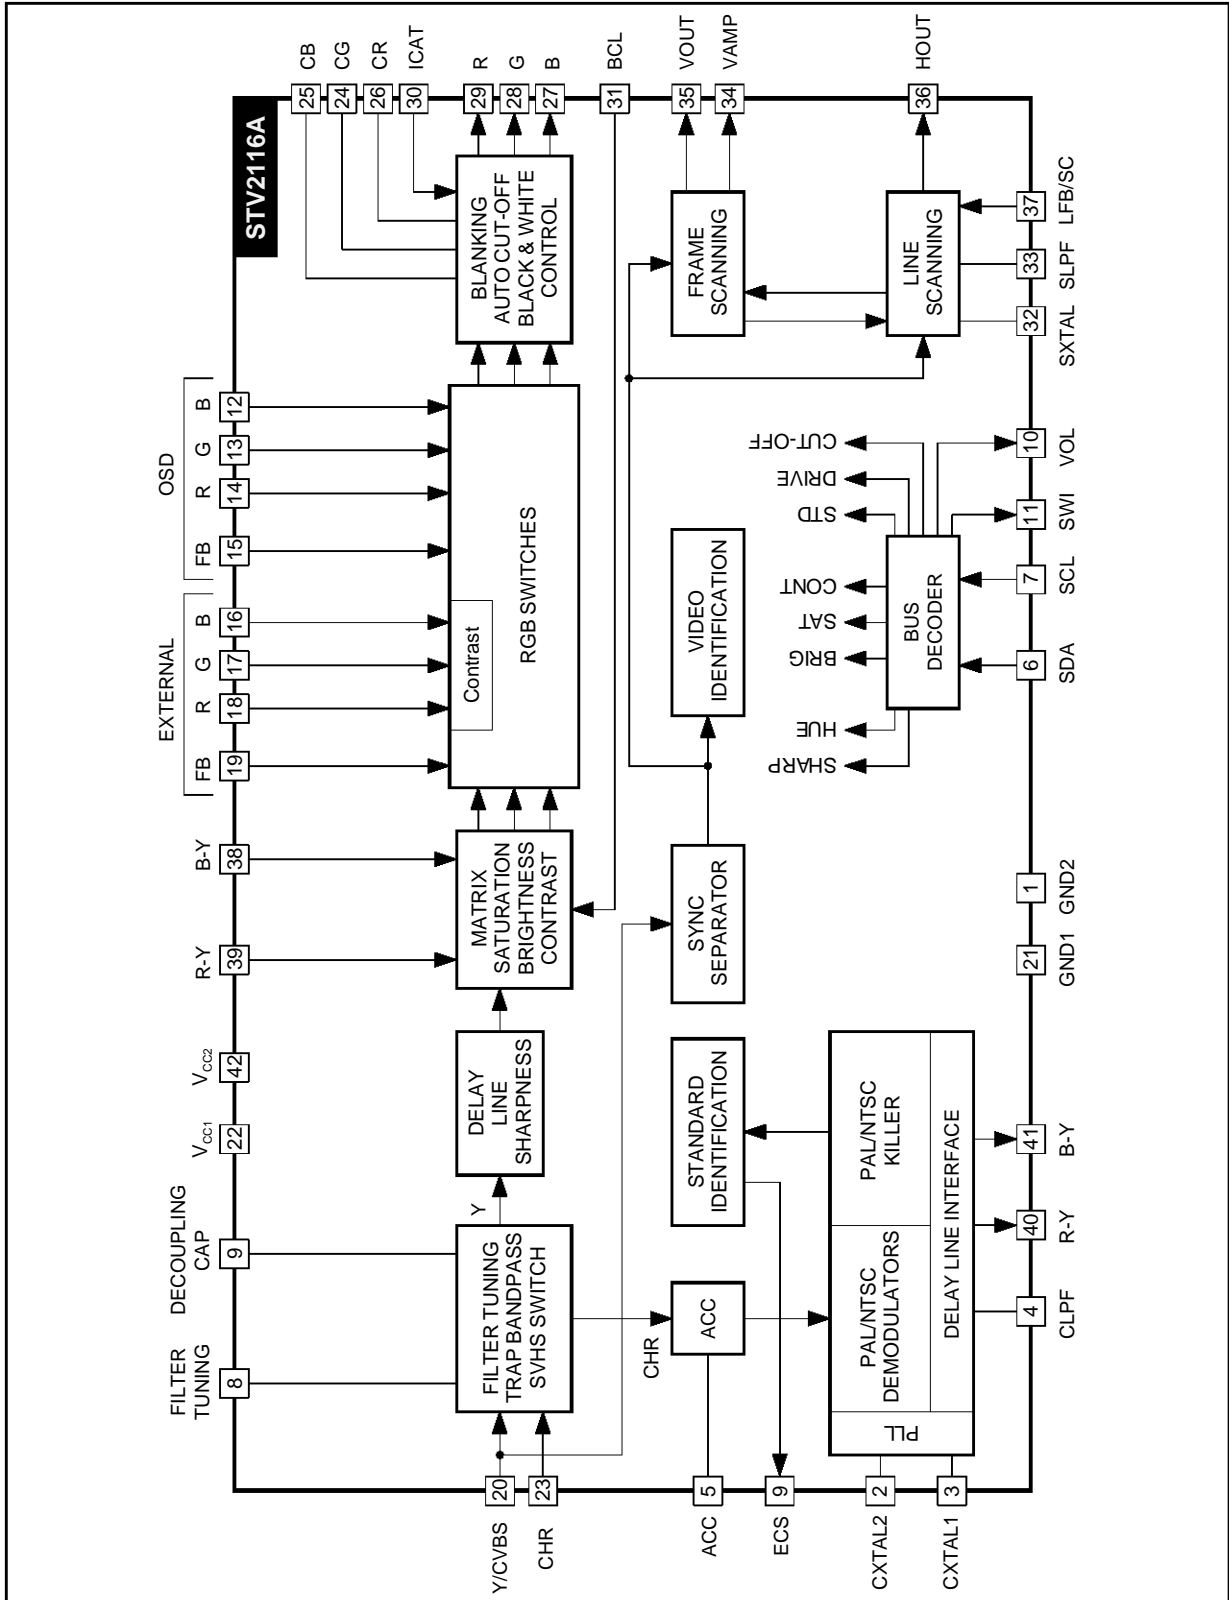 STV2116A
FILTER
TUNING
8
DECOUPLING
CAP
9
VCC1
22
VCC2
42
R-Y
39
B-Y
38
EXTERNAL
FB
19
R
18
G
17
B
16
OSD
FB
15
R
14
G
13
B
12
CB
25
CG
24
CR
26
ICAT
30
R
29
G
28
B
27
BCL
31
VOUT
35
VAMP
34
HOUT
36
Y/CVBS
20
CHR
23
ACC
5
ECS
9
CXTAL2
2
CXTAL1
3
FILTER TUNING
TRAP BANDPASS
SVHS SWITCH
Y
DELAY
LINE
SHARPNESS
MATRIX
SATURATION
BRIGHTNESS
CONTRAST
Contrast
RGB SWITCHES
BLANKING
AUTO CUT-OFF
BLACK & WHITE
CONTROL
CHR
ACC
STANDARD
IDENTIFICATION
SYNC
SEPARATOR
VIDEO
IDENTIFICATION
FRAME
SCANNING
PLL
PAL/NTSC
DEMODULATORS
PAL/NTSC
KILLER
DELAY LINE INTERFACE
SHARP
HUE
BRIG
SAT
CONT
STD
DRIVE
CUT-OFF
BUS
DECODER
LINE
SCANNING
4
CLPF
40
R-Y
41
B-Y
21
GND1
1
GND2
6
SDA
7
SCL
11
SWI
10
VOL
32
SXTAL
33
SLPF
37
LFB/SC